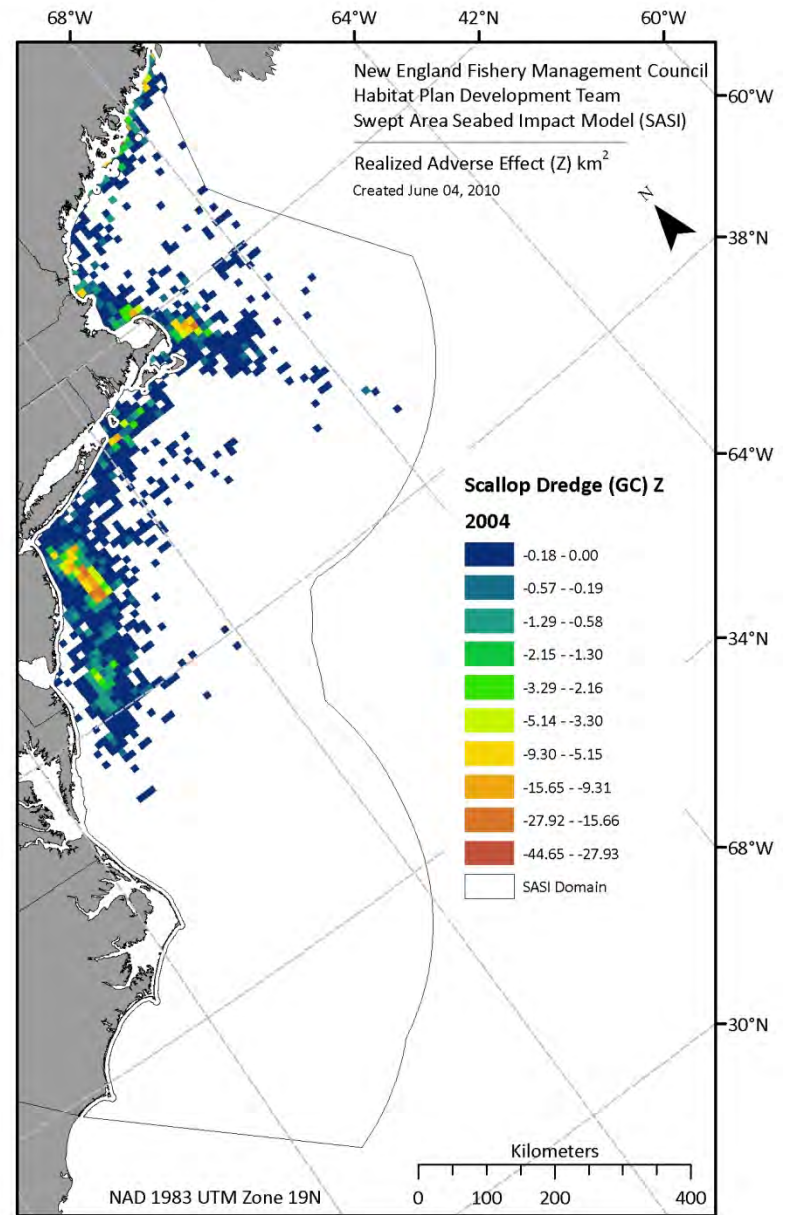 68°W 64°W 42°N 60°W
New England Fishery Management Council
Habitat Plan Development Team
Swept Area Seabed Impact Model (SASI)
Realized Adverse Effect (Z) km²
Created June 04, 2010
N
60°W
38°N
64°W
34°N
68°W
30°N
Scallop Dredge (GC) Z
2004
-0.18 - 0.00
-0.57 - -0.19
-1.29 - -0.58
-2.15 - -1.30
-3.29 - -2.16
-5.14 - -3.30
-9.30 - -5.15
-15.65 - -9.31
-27.92 - -15.66
-44.65 - -27.93
SASI Domain
Kilometers
0 100 200 400
NAD 1983 UTM Zone 19N